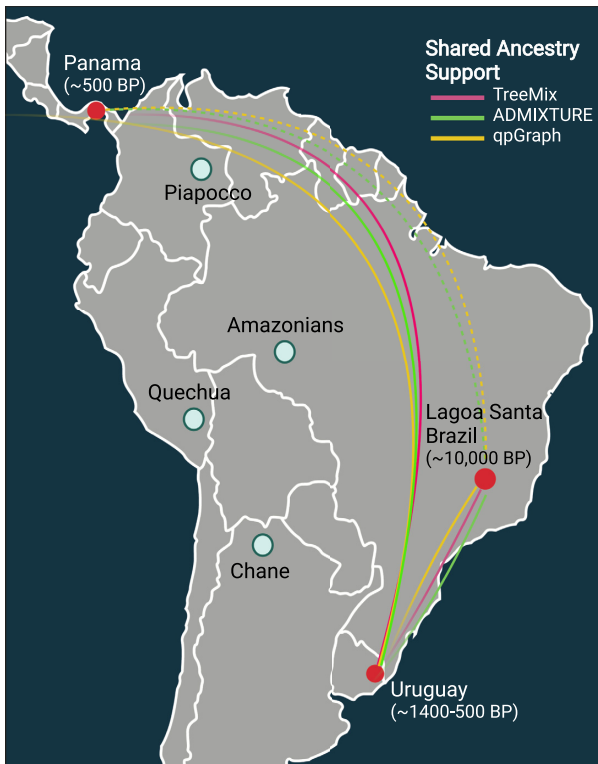 Panama
(~500 BP)
Shared Ancestry
Support
TreeMix
ADMIXTURE
qpGraph
Piapocco
Amazonians
Quechua
Lagoa Santa
Brazil
(~10,000 BP)
Chane
Uruguay
(~1400-500 BP)